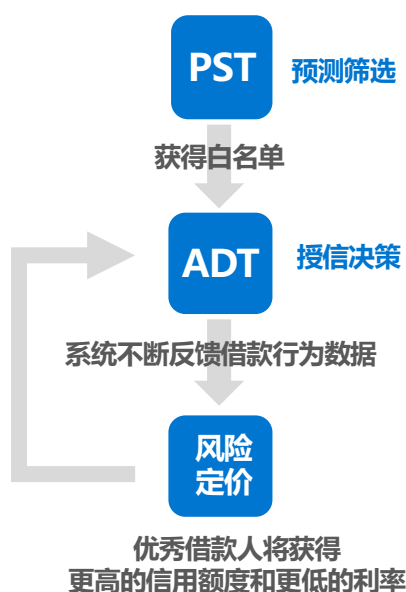 PST
预测筛选
获得白名单
ADT
授信决策
系统不断反馈借款行为数据
风险
定价
优秀借款人将获得
更高的信用额度和更低的利率